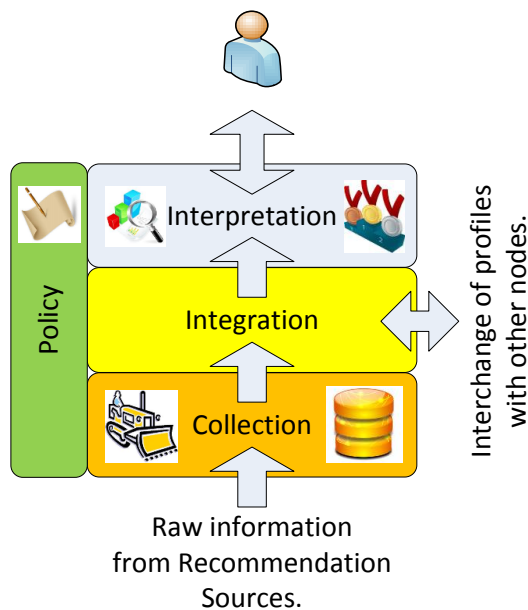 Policy
Interpretation
Integration
Collection
Interchange of profiles
with other nodes.
Raw information
from Recommendation
Sources.